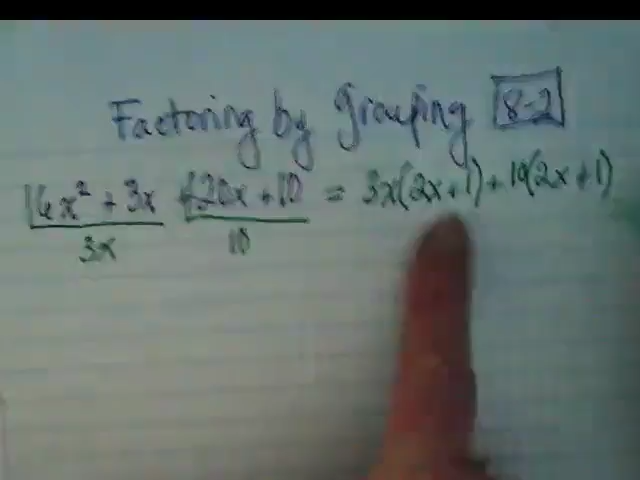 Factoring by grouping 8-2
6x² + 3x + 20x + 10 = 3x(2x+1) + 10(2x+1)
3x 10